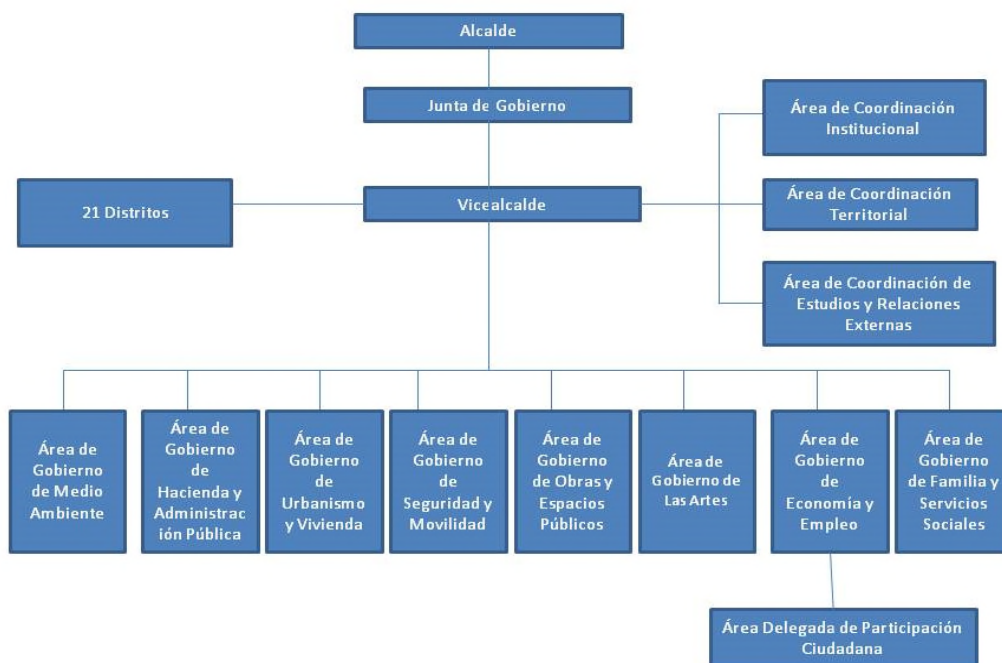 Alcalde
Junta de Gobierno
Área de Coordinación
Institucional
21 Distritos
Vicealcalde
Área de Coordinación
Territorial
Área de Coordinación de
Estudios y Relaciones
Externas
Área de
Gobierno
de Medio
Ambiente
Área de
Gobierno
de
Hacienda y
Administrac
ión Pública
Área de
Gobierno
de
Urbanismo
y Vivienda
Área de
Gobierno
de
Seguridad y
Movilidad
Área de
Gobierno
de Obras y
Espacios
Públicos
Área de
Gobierno de
Las Artes
Área de
Gobierno
de
Economía y
Empleo
Área de
Gobierno
de Familia y
Servicios
Sociales
Área Delegada de Participación
Ciudadana